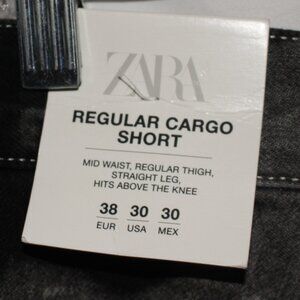 ZARA
REGULAR CARGO
SHORT
MID WAIST, REGULAR THIGH,
STRAIGHT LEG,
HITS ABOVE THE KNEE
38 30 30
EUR USA MEX